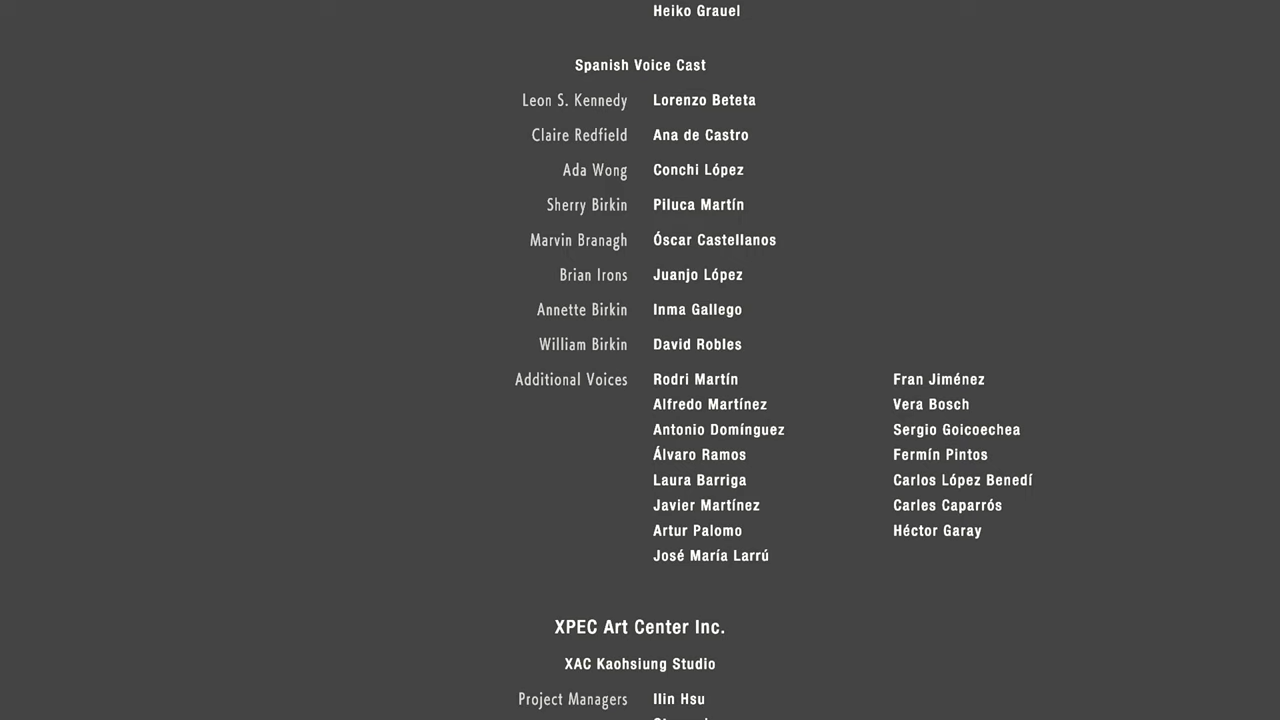 Heiko Grauel
Spanish Voice Cast
Leon S. Kennedy Lorenzo Beteta
Claire Redfield Ana de Castro
Ada Wong Conchi López
Sherry Birkin Piluca Martín
Marvin Branagh Óscar Castellanos
Brian Irons Juanjo López
Annette Birkin Inma Gallego
William Birkin David Robles
Additional Voices Rodri Martín Fran Jiménez
Alfredo Martínez Vera Bosch
Antonio Domínguez Sergio Goicoechea
Álvaro Ramos Fermín Pintos
Laura Barriga Carlos López Benedí
Javier Martínez Carles Caparrós
Artur Palomo Héctor Garay
José María Larrú
XPEC Art Center Inc.
XAC Kaohsiung Studio
Project Managers Ilin Hsu